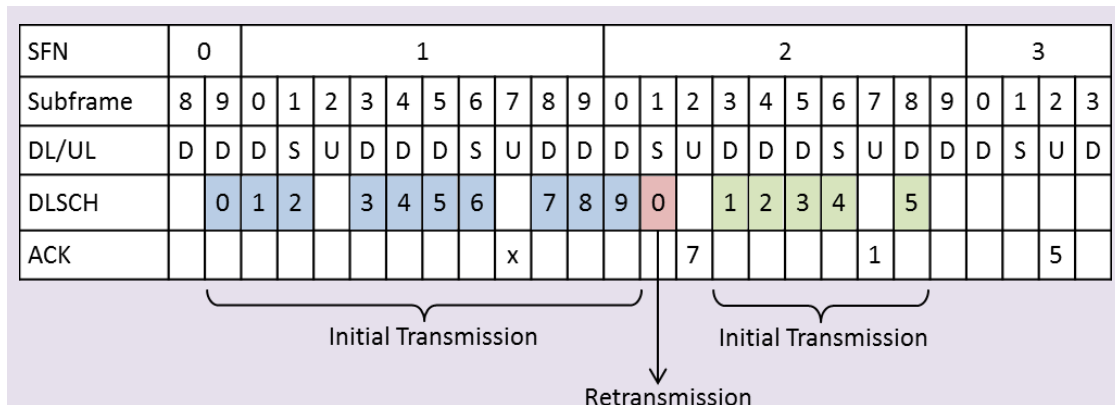 SFN 0 1 2 3
Subframe 8 9 0 1 2 3 4 5 6 7 8 9 0 1 2 3 4 5 6 7 8 9 0 1 2 3
DL/UL D D D S U D D D S U D D D S U D D D S U D D D S U D
DLSCH 0 1 2 3 4 5 6 7 8 9 0 1 2 3 4 5
ACK x 7 1 5
Initial Transmission Initial Transmission
Retransmission